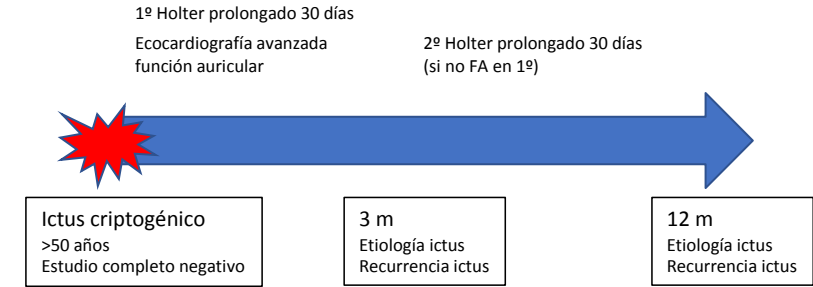 1º Holter prolongado 30 días
Ecocardiografía avanzada
función auricular
2º Holter prolongado 30 días
(si no FA en 1º)
Ictus criptogénico
>50 años
Estudio completo negativo
3 m
Etiología ictus
Recurrencia ictus
12 m
Etiología ictus
Recurrencia ictus